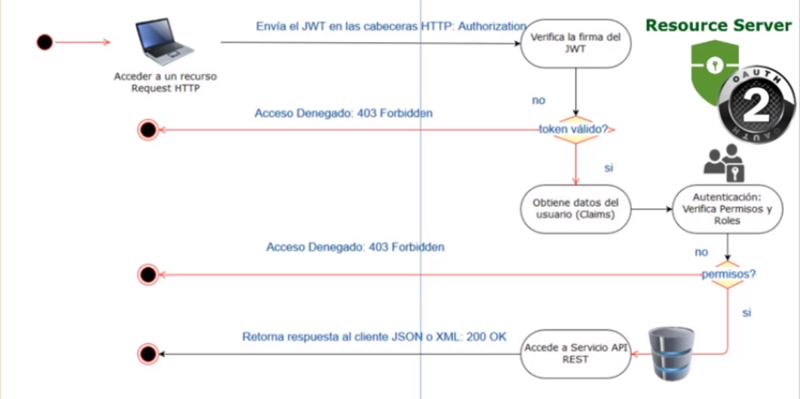 Envía el JWT en las cabeceras HTTP: Authorization
Resource Server
Verifica la firma del
JWT
Acceder a un recurso
Request HTTP
OAUTH
2
OAUTH
no
Acceso Denegado: 403 Forbidden
token válido?
si
Obtiene datos del
usuario (Claims)
Autenticación:
Verifica Permisos y
Roles
Acceso Denegado: 403 Forbidden
no
permisos?
si
Retorna respuesta al cliente JSON o XML: 200 OK
Accede a Servicio API
REST